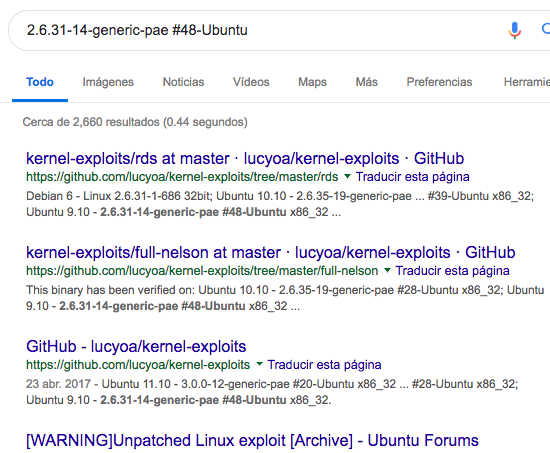 2.6.31-14-generic-pae #48-Ubuntu
Todo Imágenes Noticias Vídeos Maps Más Preferencias Herramie
Cerca de 2,660 resultados (0.44 segundos)
kernel-exploits/rds at master · lucyoa/kernel-exploits · GitHub
https://github.com/lucyoa/kernel-exploits/tree/master/rds ▼ Traducir esta página
Debian 6 - Linux 2.6.31-1-686 32bit; Ubuntu 10.10 - 2.6.35-19-generic-pae ... #39-Ubuntu x86_32;
Ubuntu 9.10 - 2.6.31-14-generic-pae #48-Ubuntu x86_32 ...
kernel-exploits/full-nelson at master · lucyoa/kernel-exploits · GitHub
https://github.com/lucyoa/kernel-exploits/tree/master/full-nelson ▼ Traducir esta página
This binary has been verified on: Ubuntu 10.10 - 2.6.35-19-generic-pae #28-Ubuntu x86_32; Ubuntu
9.10 - 2.6.31-14-generic-pae #48-Ubuntu x86_32 ...
GitHub - lucyoa/kernel-exploits
https://github.com/lucyoa/kernel-exploits ▼ Traducir esta página
23 abr. 2017 - Ubuntu 11.10 - 3.0.0-12-generic-pae #20-Ubuntu x86_32 ... #28-Ubuntu x86_32;
Ubuntu 9.10 - 2.6.31-14-generic-pae #48-Ubuntu x86_32.
[WARNING]Unpatched Linux exploit [Archive] - Ubuntu Forums